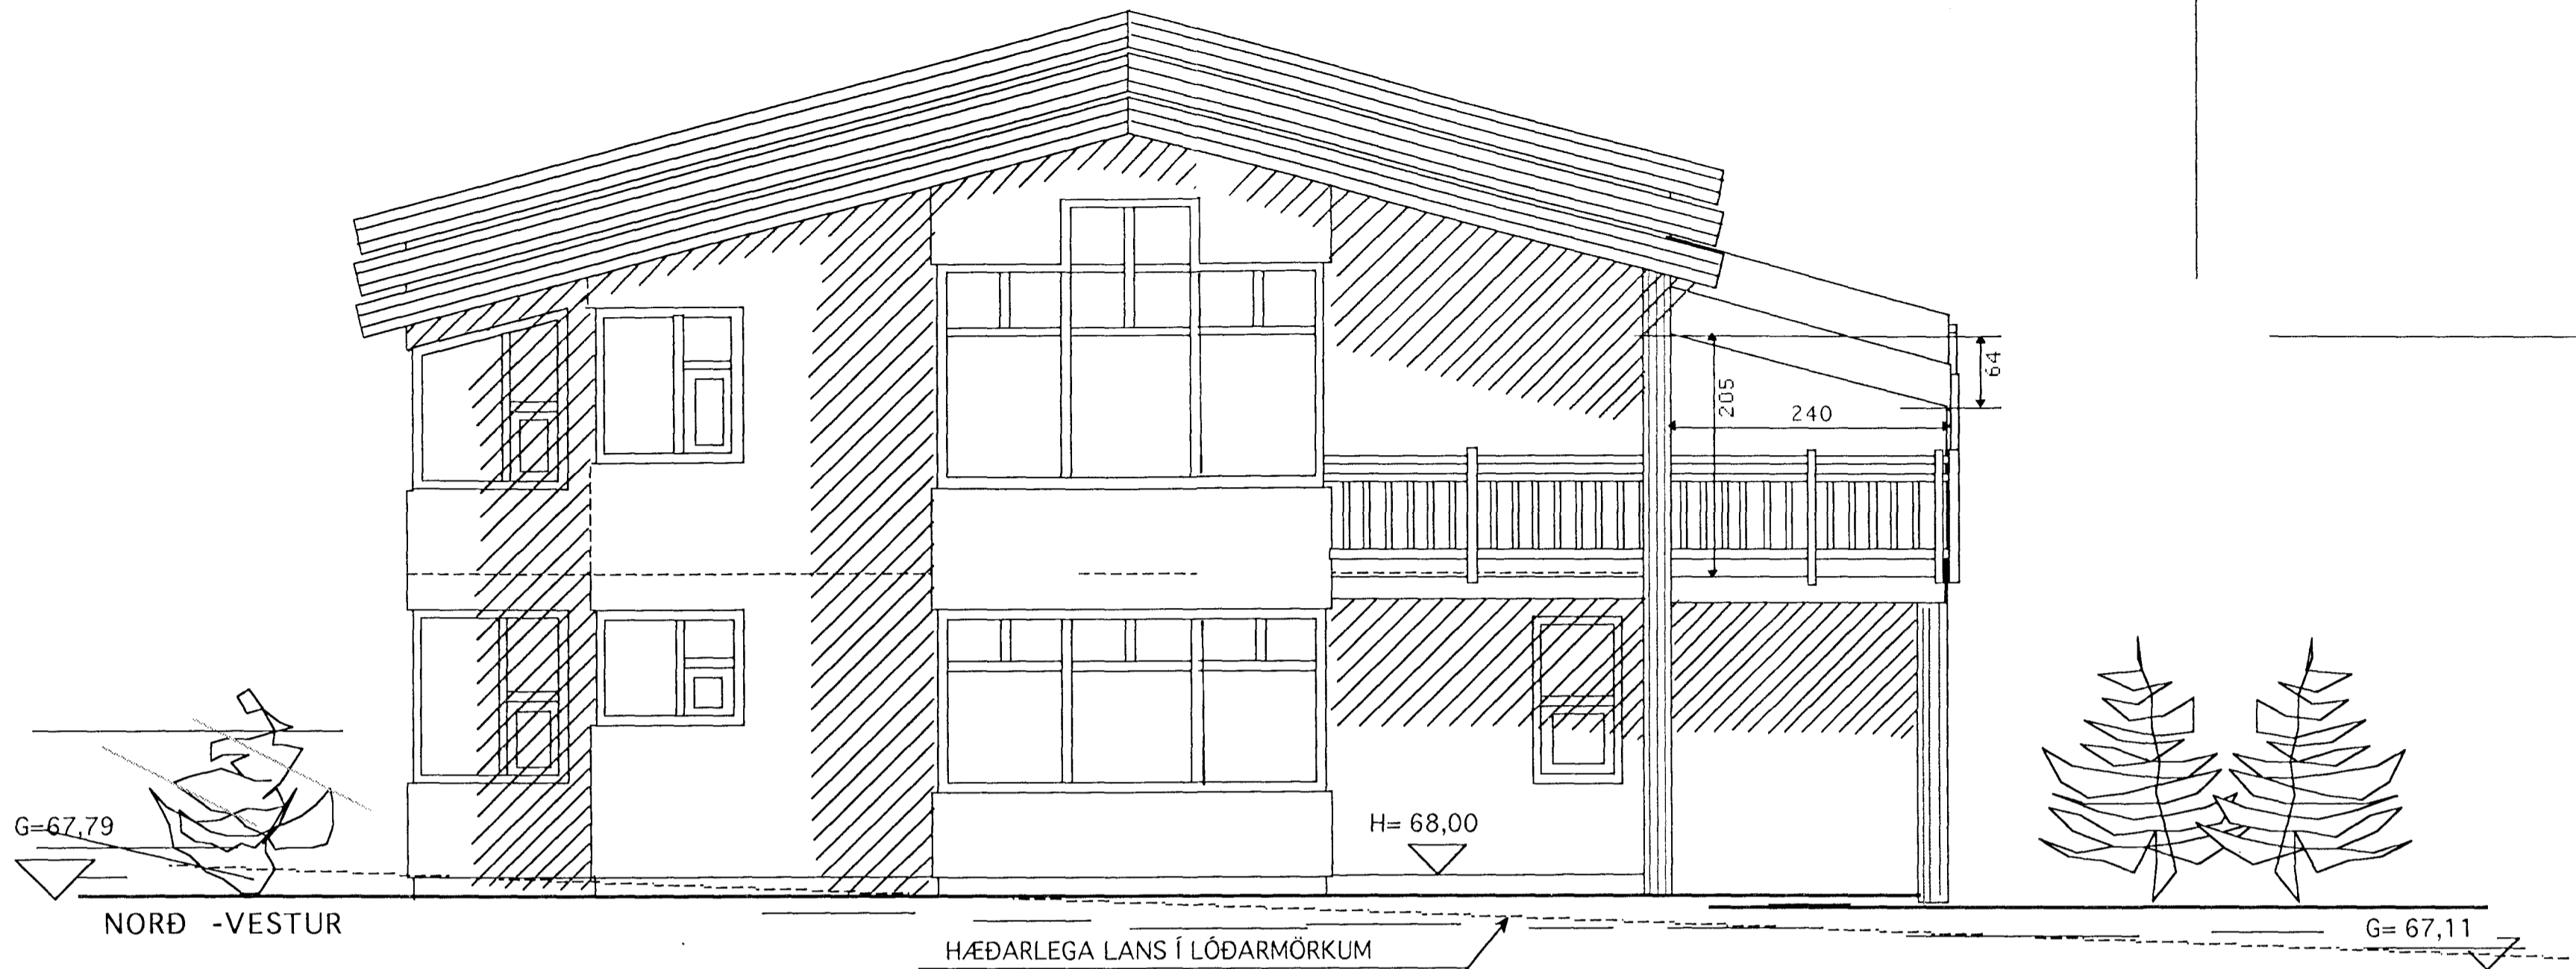 64
205
240
G=67,79
H= 68,00
NORÐ -VESTUR
HÆÐARLEGA LANS Í LÓÐARMÖRKUM
G= 67,11